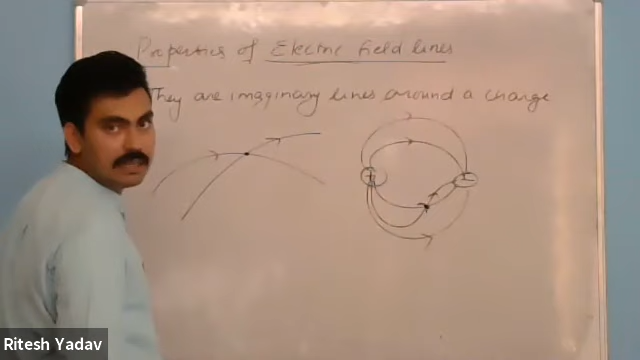 Properties of Electric field lines
They are imaginary lines around a charge
+
-
Ritesh Yadav